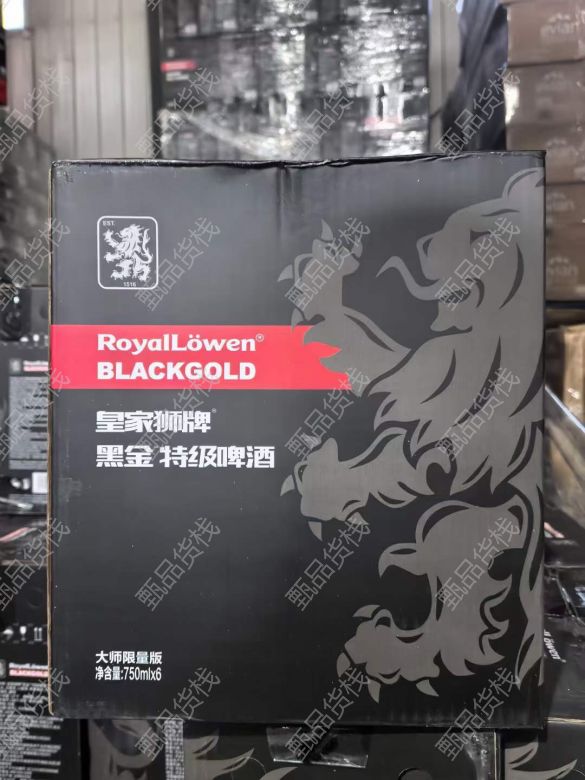 EST.
1516
RoyalLöwen®
BLACKGOLD
皇家狮牌®
黑金 特级啤酒
大师限量版
净含量:750mlx6
evian
BLACKGOLD
甄品货栈